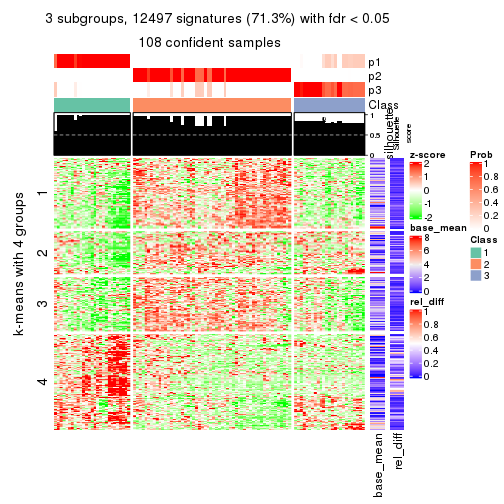 3 subgroups, 12497 signatures (71.3%) with fdr < 0.05
108 confident samples
p1
p2
p3
Class
1
0.5
0
silhouette
silhouette
score
k-means with 4 groups
1
2
3
4
base_mean
rel_diff
z-score
2
1
0
-1
-2
base_mean
8
6
4
2
0
rel_diff
1
0.8
0.6
0.4
0.2
0
Prob
1
0.8
0.6
0.4
0.2
0
Class
1
2
3